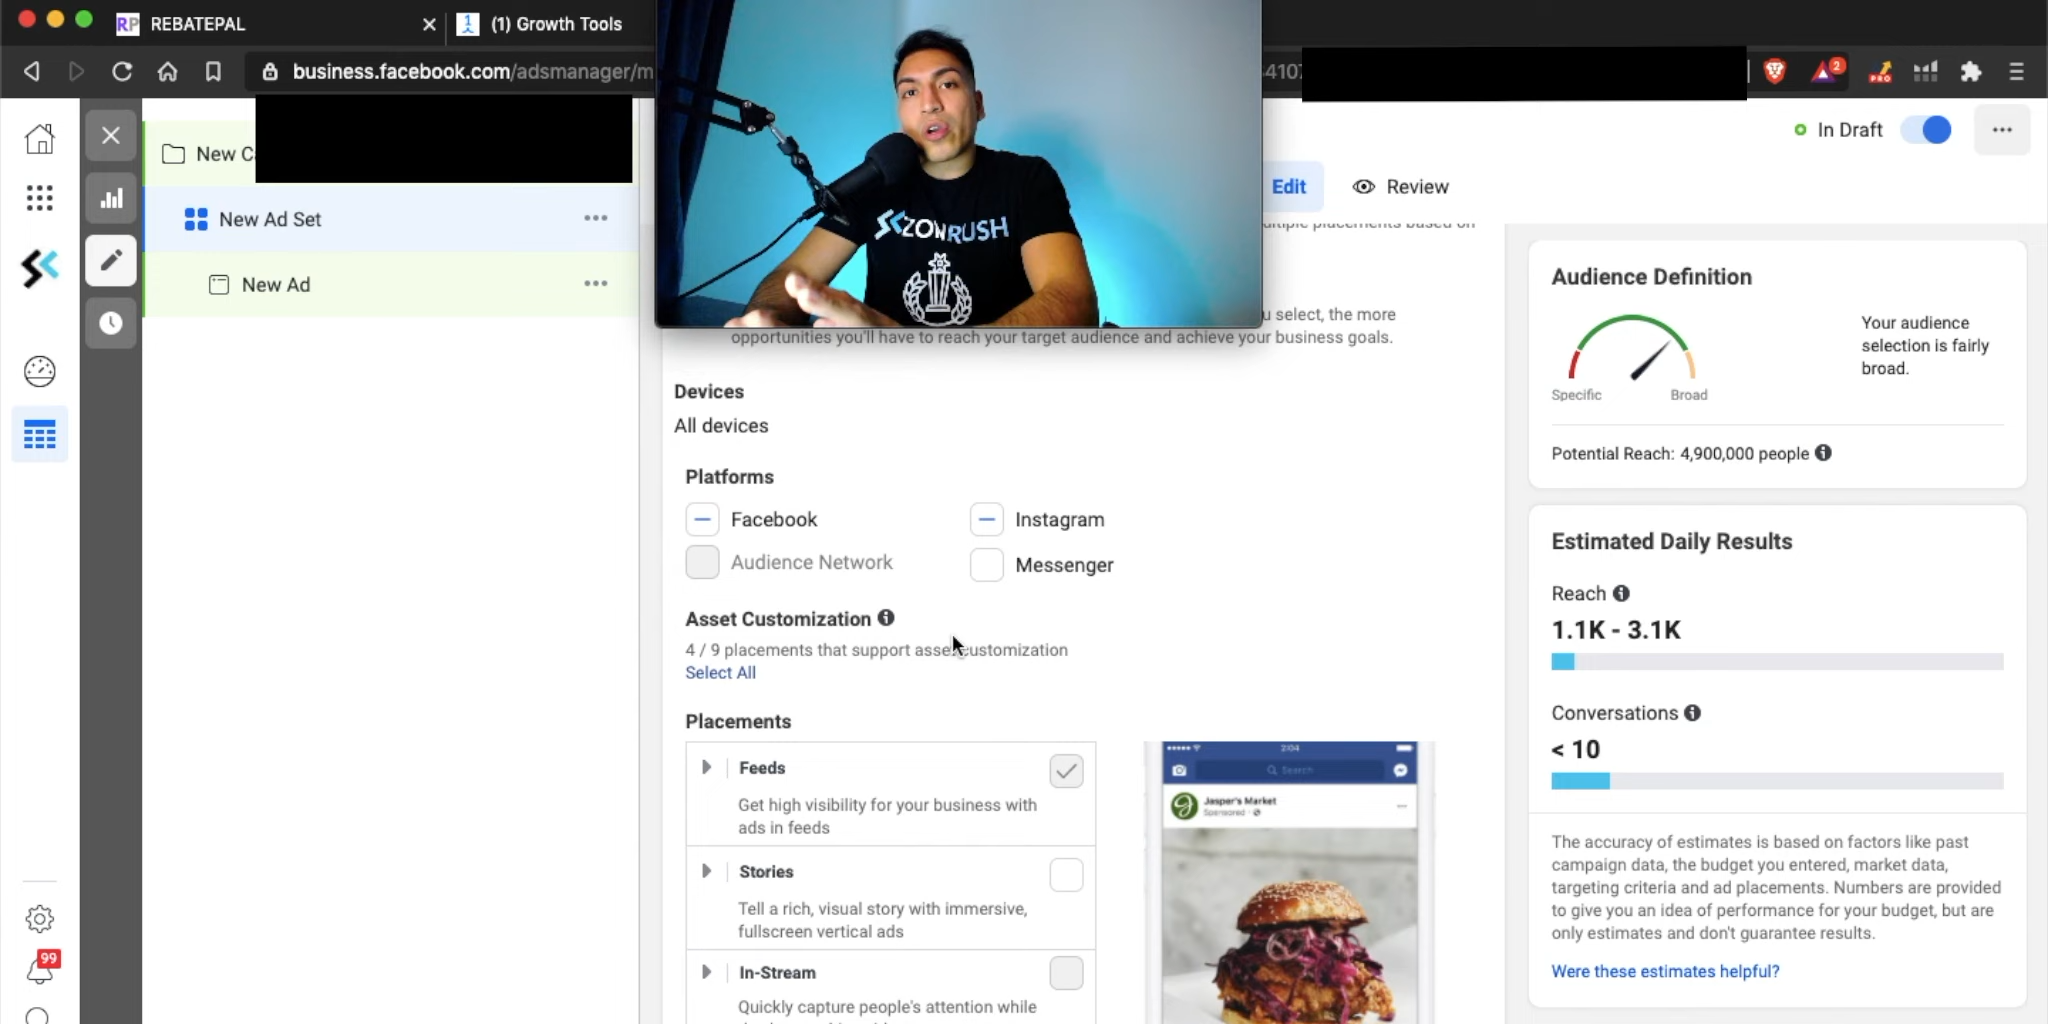 REBATEPAL
(1) Growth Tools
business.facebook.com/adsmanager/m
4107
2
PRO
New C
In Draft
New Ad Set
Edit
Review
New Ad
ZONRUSH
u select, the more
opportunities you'll have to reach your target audience and achieve your business goals.
Devices
All devices
Platforms
Facebook
Instagram
Audience Network
Messenger
Asset Customization
4 / 9 placements that support asset customization
Select All
Placements
Feeds
Get high visibility for your business with
ads in feeds
Stories
Tell a rich, visual story with immersive,
fullscreen vertical ads
In-Stream
Quickly capture people's attention while
2:04
Search
Jasper's Market
Sponsored
Audience Definition
Your audience
selection is fairly
broad.
Specific
Broad
Potential Reach: 4,900,000 people
Estimated Daily Results
Reach
1.1K - 3.1K
Conversations
< 10
The accuracy of estimates is based on factors like past
campaign data, the budget you entered, market data,
targeting criteria and ad placements. Numbers are provided
to give you an idea of performance for your budget, but are
only estimates and don't guarantee results.
Were these estimates helpful?
99